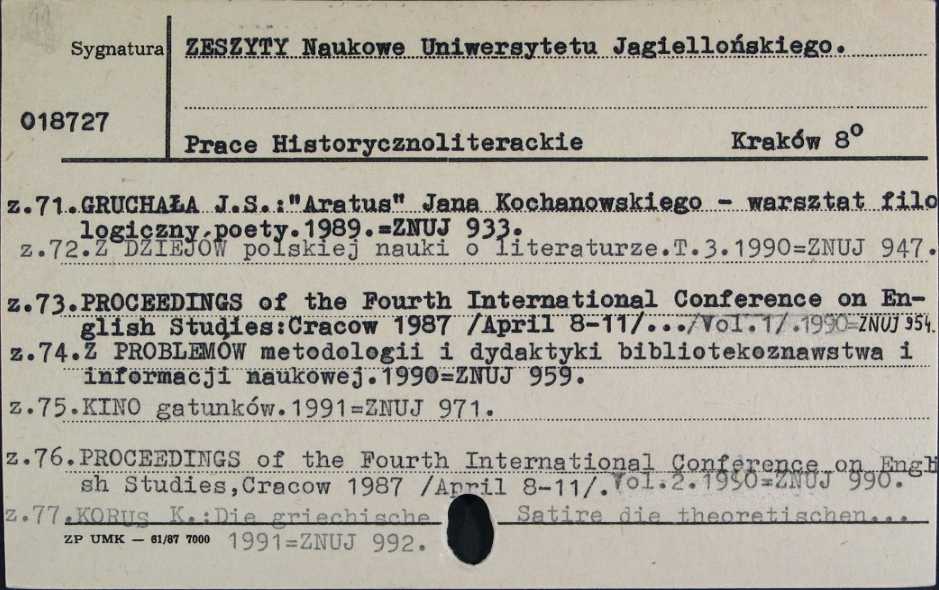 Sygnatura
ZESZYTY Naukowe Uniwersytetu Jagiellońskiego.
018727
Prace Historycznoliterackie Kraków 8°
z.71.GRUCHAŁA J.S.:"Aratus" Jana Kochanowskiego - warsztat filo
logiczny poety.1989.=ZNUJ 933.
z.72.Z DZIEJÓW polskiej nauki o literaturze.T.3.1990=ZNUJ 947.
z.73.PROCEEDINGS of the Fourth International Conference on En-
glish Studies:Cracow 1987 /April 8-11/.../Vol.1/.1990=ZNUJ 954.
z.74.Z PROBLEMÓW metodologii i dydaktyki bibliotekoznawstwa i
informacji naukowej.1990=ZNUJ 959.
z.75.KINO gatunków.1991=ZNUJ 971.
z.76.PROCEEDINGS of the Fourth International Conference on Engl
sh Studies,Cracow 1987 /April 8-11/.Vol.2.1990=ZNUJ 990.
z.77.KORUS K.:Die griechische Satire die theoretischen...
ZP UMK — 61/87 7000 1991=ZNUJ 992.